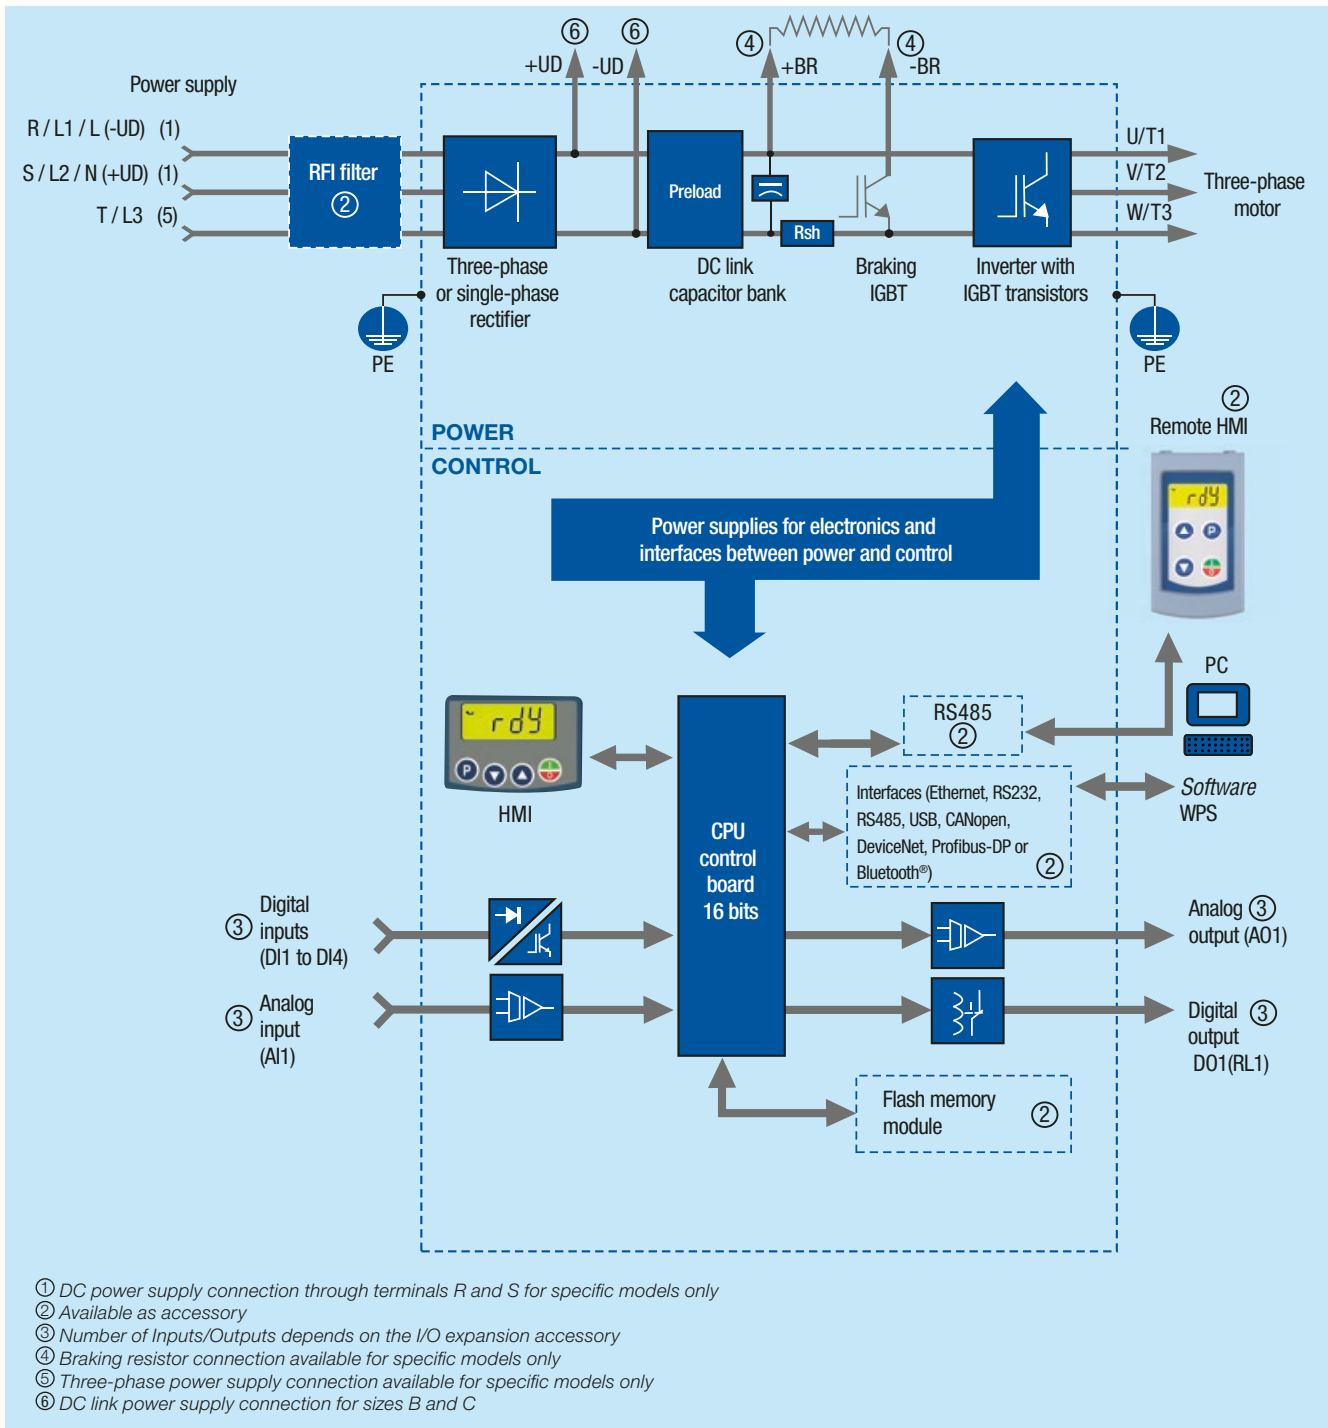 ⑥ ⑥ ④ ④
+UD -UD +BR -BR
Power supply
R / L1 / L (-UD) (1)
S / L2 / N (+UD) (1)
T / L3 (5)
RFI filter
②
Preload
Rsh
U/T1
V/T2
W/T3
Three-phase
motor
Three-phase
or single-phase
rectifier
DC link
capacitor bank
Braking
IGBT
Inverter with
IGBT transistors
PE
PE
POWER
CONTROL
②
Remote HMI
rdy
P
Power supplies for electronics and
interfaces between power and control
PC
rdy
P
HMI
RS485
②
Interfaces (Ethernet, RS232,
RS485, USB, CANopen,
DeviceNet, Profibus-DP or
Bluetooth®)
②
Software
WPS
CPU
control
board
16 bits
③ Digital
inputs
(DI1 to DI4)
③ Analog
input
(AI1)
Analog ③
output (AO1)
Digital ③
output
DO1(RL1)
Flash memory
module
②
① DC power supply connection through terminals R and S for specific models only
② Available as accessory
③ Number of Inputs/Outputs depends on the I/O expansion accessory
④ Braking resistor connection available for specific models only
⑤ Three-phase power supply connection available for specific models only
⑥ DC link power supply connection for sizes B and C